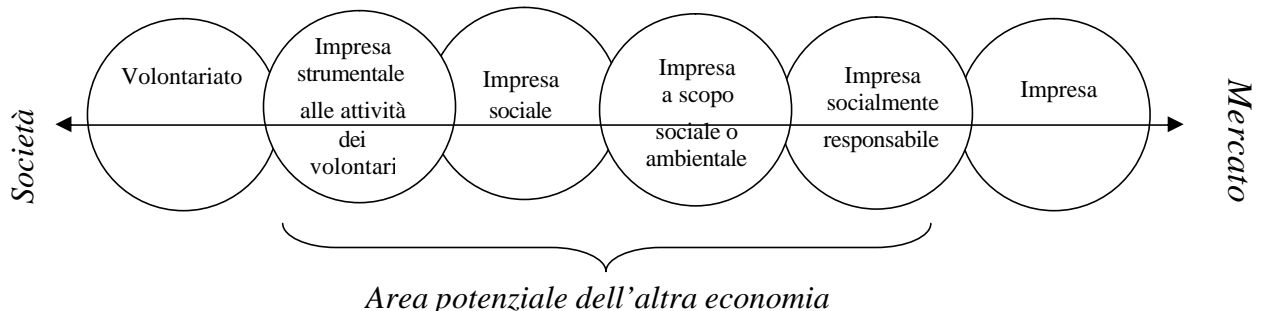 Società
Volontariato
Impresa
strumentale
alle attività
dei
volontari
Impresa
sociale
Impresa
a scopo
sociale o
ambientale
Impresa
socialmente
responsabile
Impresa
Mercato
Area potenziale dell'altra economia